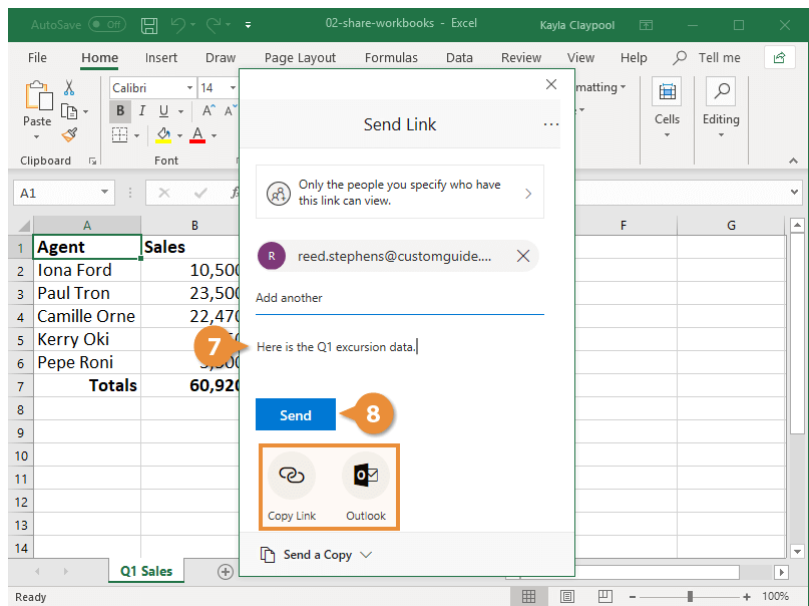 AutoSave Off 02-share-workbooks - Excel Kayla Claypool
File Home Insert Draw Page Layout Formulas Data Review View Help Tell me
Calibri 14
Paste B I U A A
A
matting
Cells Editing
Clipboard Font
A1
A B F G
1 Agent Sales
2 Iona Ford 10,500
3 Paul Tron 23,500
4 Camille Orne 22,470
5 Kerry Oki
6 Pepe Roni
7 Totals 60,920
8
9
10
11
12
13
14
Send Link
Only the people you specify who have
this link can view.
R reed.stephens@customguide....
Add another
7 Here is the Q1 excursion data.
Send 8
Copy Link Outlook
Send a Copy
Q1 Sales
Ready 100%